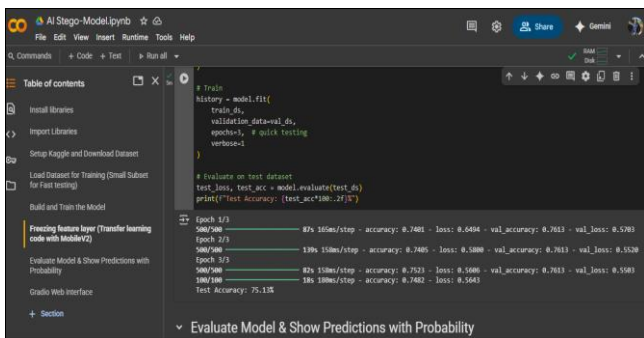 AI Stego-Model.ipynb
File Edit View Insert Runtime Tools Help
Share
Gemini
Commands + Code + Text Run all
RAM
Disk
Table of contents
Install libraries
Import Libraries
Setup Kaggle and Download Dataset
Load Dataset for Training (Small Subset
for Fast testing)
Build and Train the Model
Freezing feature layer (Transfer learning
code with MobileV2)
Evaluate Model & Show Predictions with
Probability
Gradio Web Interface
+ Section
)
# Train
history = model.fit(
train_ds,
validation_data=val_ds,
epochs=3, # quick testing
verbose=1
)
# Evaluate on test dataset
test_loss, test_acc = model.evaluate(test_ds)
print(f"Test Accuracy: {test_acc*100:.2f}%")
Epoch 1/3
500/500 87s 165ms/step - accuracy: 0.7401 - loss: 0.6494 - val_accuracy: 0.7613 - val_loss: 0.5703
Epoch 2/3
500/500 139s 158ms/step - accuracy: 0.7405 - loss: 0.5800 - val_accuracy: 0.7613 - val_loss: 0.5520
Epoch 3/3
500/500 82s 158ms/step - accuracy: 0.7523 - loss: 0.5606 - val_accuracy: 0.7613 - val_loss: 0.5503
100/100 18s 180ms/step - accuracy: 0.7482 - loss: 0.5643
Test Accuracy: 75.13%
Evaluate Model & Show Predictions with Probability